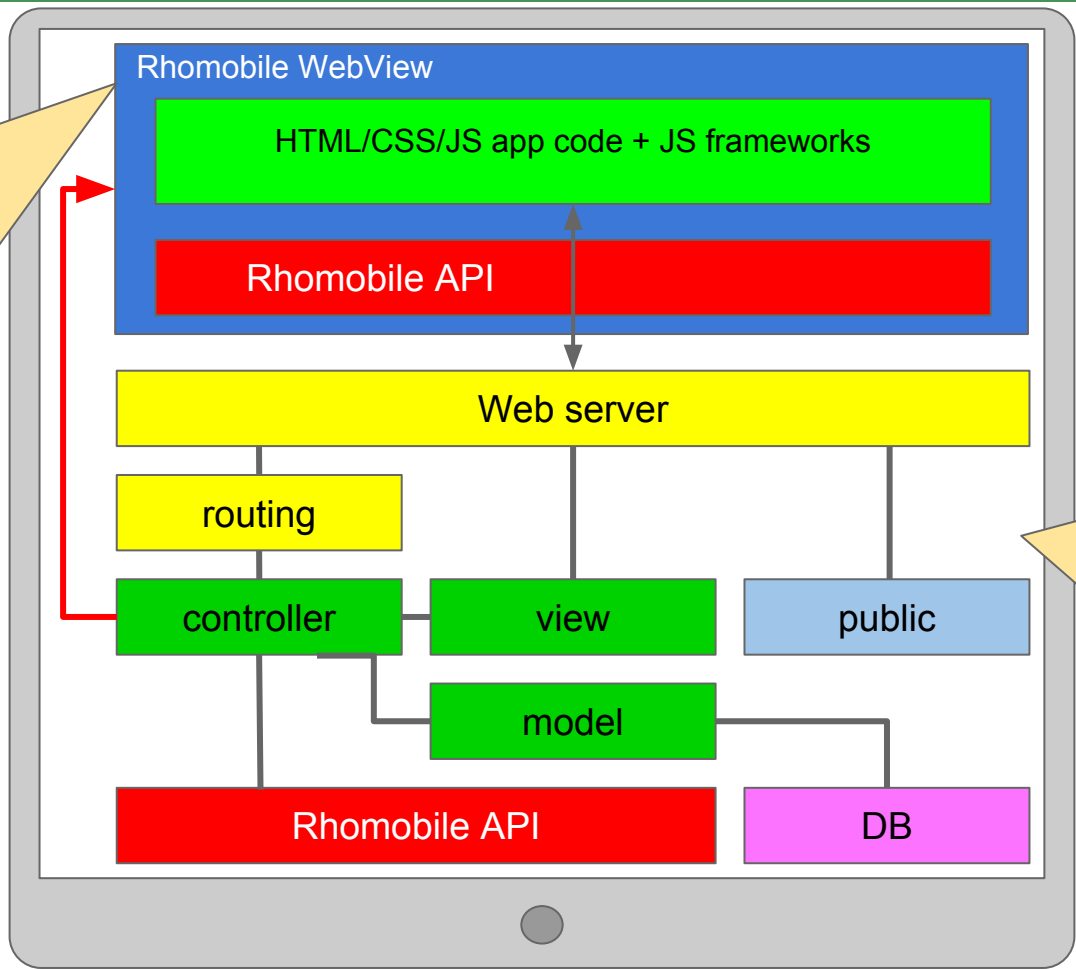 Rhomobile WebView
HTML/CSS/JS app code + JS frameworks
Rhomobile API
Web server
routing
controller
view
public
model
Rhomobile API
DB